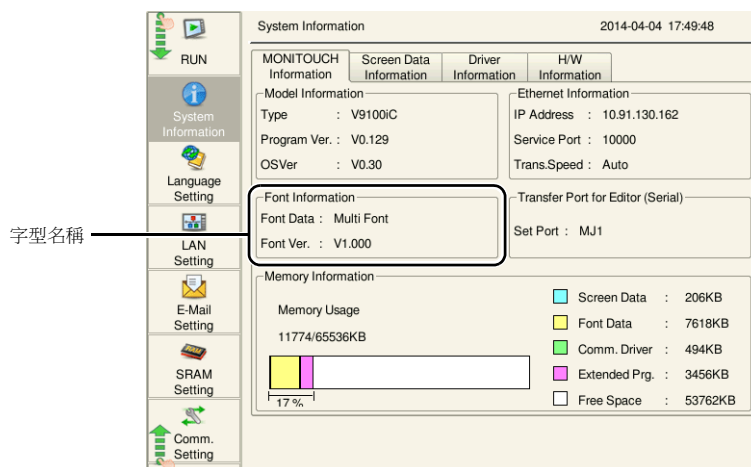 字型名稱
RUN
System
Information
Language
Setting
LAN
Setting
E-Mail
Setting
SRAM
Setting
Comm.
Setting
System Information 2014-04-04 17:49:48
MONITOUCH
Information
Screen Data
Information
Driver
Information
H/W
Information
Model Information
Type : V9100iC
Program Ver. : V0.129
OSVer : V0.30
Ethernet Information
IP Address : 10.91.130.162
Service Port : 10000
Trans.Speed : Auto
Font Information
Font Data : Multi Font
Font Ver. : V1.000
Transfer Port for Editor (Serial)
Set Port : MJ1
Memory Information
Memory Usage
11774/65536KB
17 %
Screen Data : 206KB
Font Data : 7618KB
Comm. Driver : 494KB
Extended Prg. : 3456KB
Free Space : 53762KB